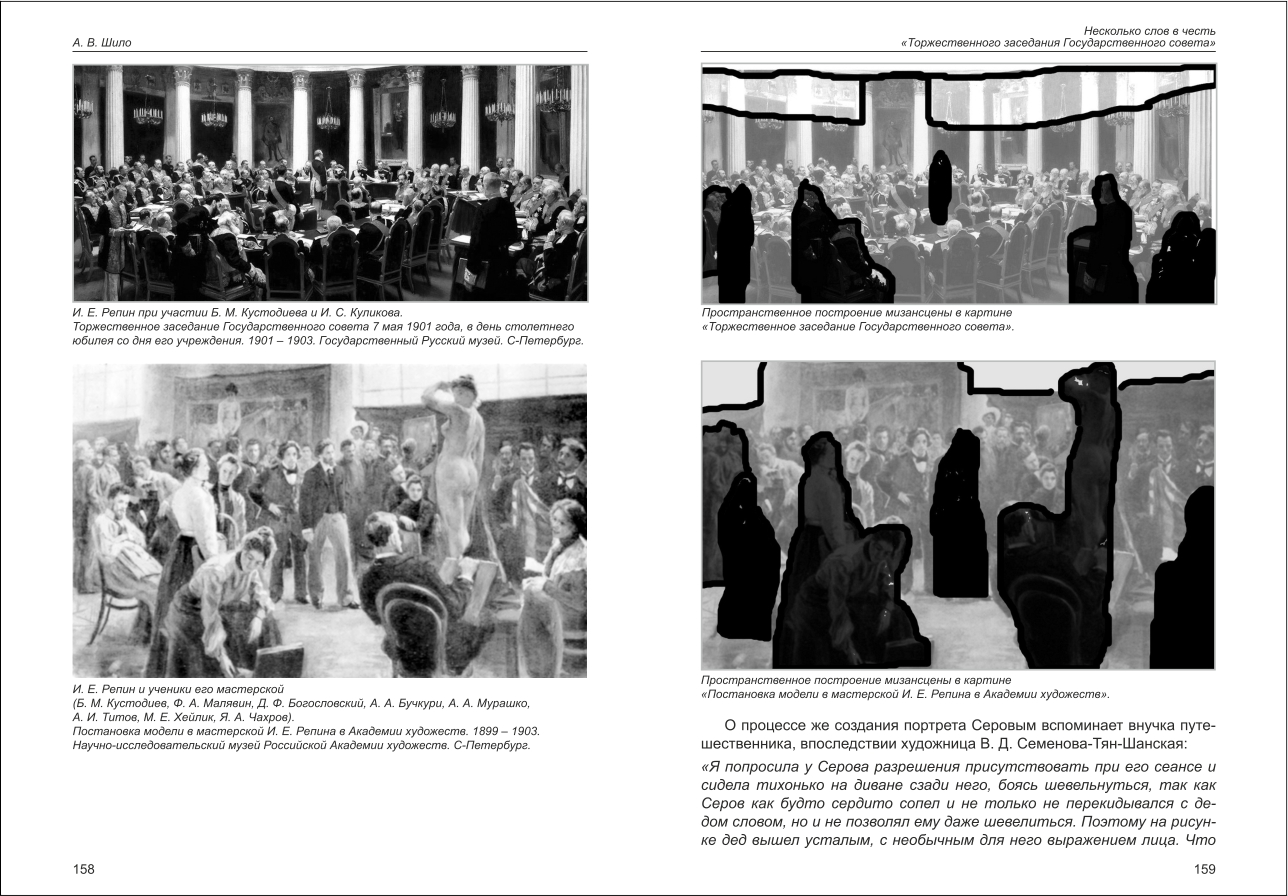 А. В. Шило
И. Е. Репин при участии Б. М. Кустодиева и И. С. Куликова.
Торжественное заседание Государственного совета 7 мая 1901 года, в день столетнего
юбилея со дня его учреждения. 1901 – 1903. Государственный Русский музей. С-Петербург.
И. Е. Репин и ученики его мастерской
(Б. М. Кустодиев, Ф. А. Малявин, Д. Ф. Богословский, А. А. Бучкури, А. А. Мурашко,
А. И. Титов, М. Е. Хейлик, Я. А. Чахров).
Постановка модели в мастерской И. Е. Репина в Академии художеств. 1899 – 1903.
Научно-исследовательский музей Российской Академии художеств. С-Петербург.
158
Несколько слов в честь
«Торжественного заседания Государственного совета»
Пространственное построение мизансцены в картине
«Торжественное заседание Государственного совета».
Пространственное построение мизансцены в картине
«Постановка модели в мастерской И. Е. Репина в Академии художеств».
О процессе же создания портрета Серовым вспоминает внучка путе-
шественника, впоследствии художница В. Д. Семенова-Тян-Шанская:
«Я попросила у Серова разрешения присутствовать при его сеансе и
сидела тихонько на диване сзади него, боясь шевельнуться, так как
Серов как будто сердито сопел и не только не перекидывался с де-
дом словом, но и не позволял ему даже шевелиться. Поэтому на рисун-
ке дед вышел усталым, с необычным для него выражением лица. Что
159